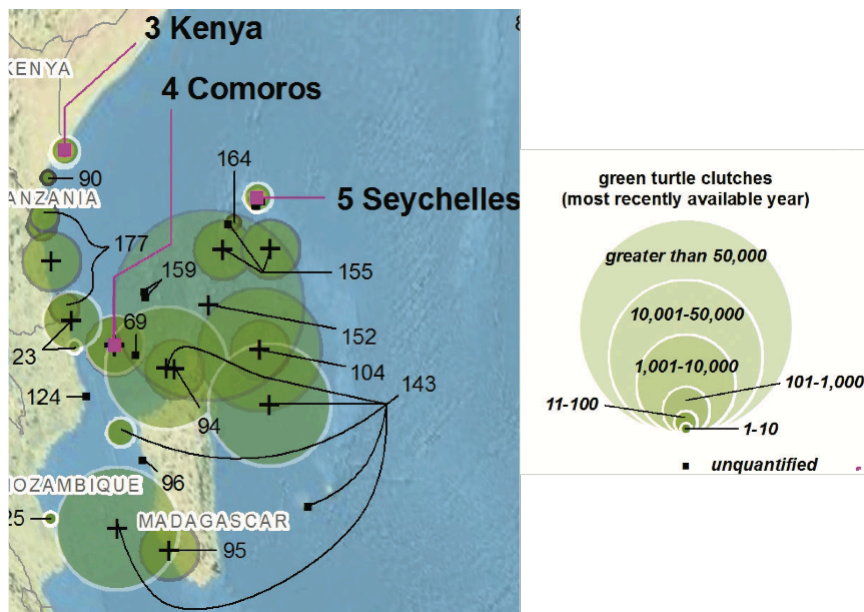 3 Kenya
8
KENYA
4 Comoros
164
90
5 Seychelles
ANZANIA
177
155
159
69
152
23
104
143
124
94
96
MOZAMBIQUE
25
MADAGASCAR
95
green turtle clutches
(most recently available year)
greater than 50,000
10,001-50,000
1,001-10,000
101-1,000
11-100
1-10
unquantified